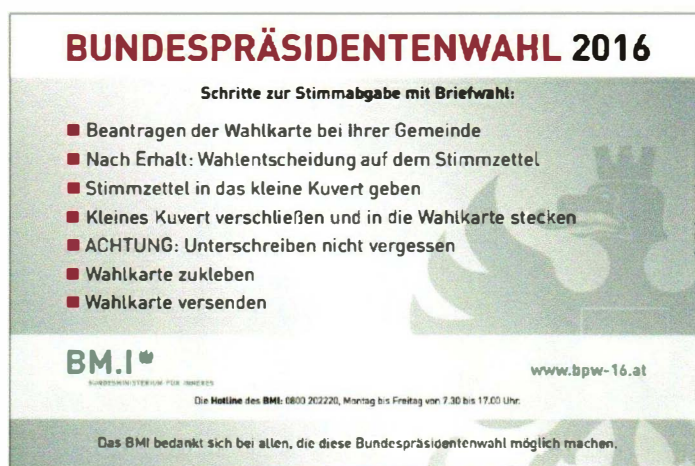 BUNDESPRÄSIDENTENWAHL 2016
Schritte zur Stimmabgabe mit Briefwahl:
Beantragen der Wahlkarte bei Ihrer Gemeinde
Nach Erhalt: Wahlentscheidung auf dem Stimmzettel
Stimmzettel in das kleine Kuvert geben
Kleines Kuvert verschließen und in die Wahlkarte stecken
ACHTUNG: Unterschreiben nicht vergessen
Wahlkarte zukleben
Wahlkarte versenden
BM.I
BUNDESMINISTERIUM FÜR INNERES
www.bpw-16.at
Die Hotline des BMI: 0800 202220, Montag bis Freitag von 7.30 bis 17.00 Uhr.
Das BMI bedankt sich bei allen, die diese Bundespräsidentenwahl möglich machen.